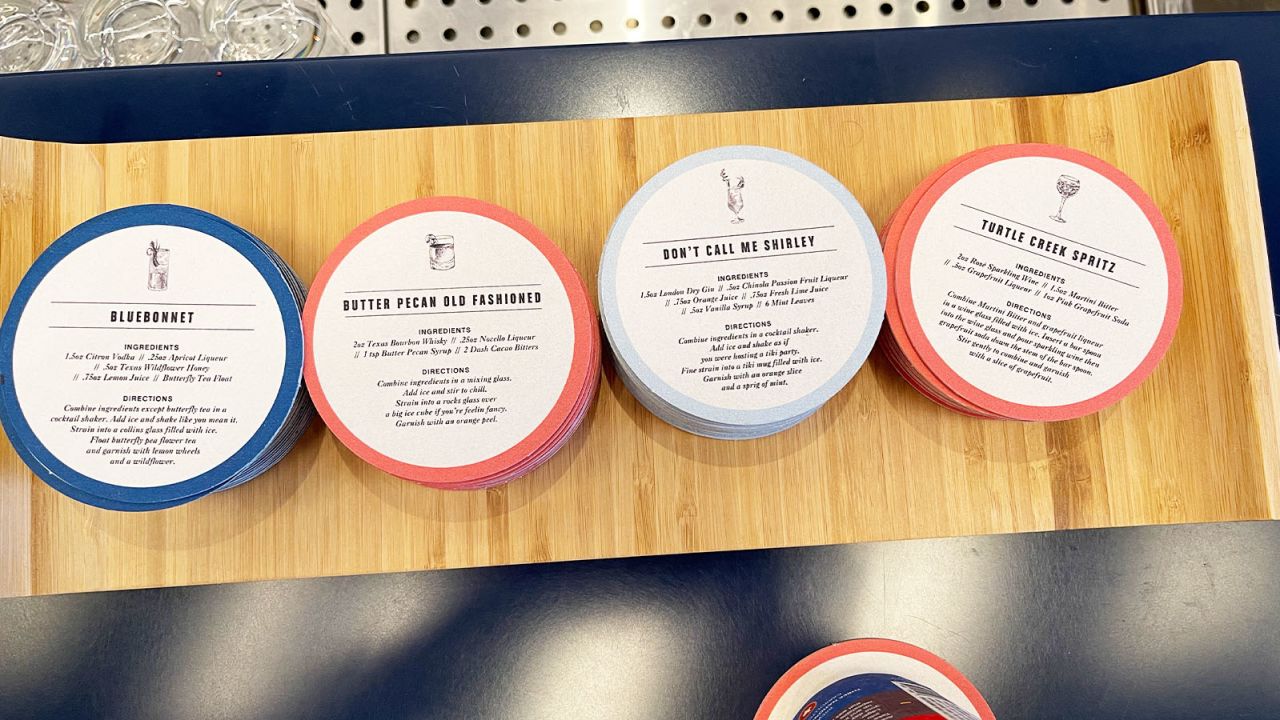 BLUEBONNET
INGREDIENTS
1.5oz Citron Vodka // .25oz Apricot Liqueur
// .5oz Texas Wildflower Honey
// .75oz Lemon Juice // Butterfly Tea Float
DIRECTIONS
Combine ingredients except butterfly tea in a
cocktail shaker. Add ice and shake like you mean it.
Strain into a collins glass filled with ice.
Float butterfly pea flower tea
and garnish with lemon wheels
and a wildflower.
BUTTER PECAN OLD FASHIONED
INGREDIENTS
2oz Texas Bourbon Whisky // .25oz Nocello Liqueur
// 1 tsp Butter Pecan Syrup // 2 Dash Cacao Bitters
DIRECTIONS
Combine ingredients in a mixing glass.
Add ice and stir to chill.
Strain into a rocks glass over
a big ice cube if you're feelin fancy.
Garnish with an orange peel.
DON'T CALL ME SHIRLEY
INGREDIENTS
1.5oz London Dry Gin // .5oz Chinola Passion Fruit Liqueur
// .75oz Orange Juice // .75oz Fresh Lime Juice
// .5oz Vanilla Syrup // 6 Mint Leaves
DIRECTIONS
Combine ingredients in a cocktail shaker.
Add ice and shake as if
you were hosting a tiki party.
Fine strain into a tiki mug filled with ice.
Garnish with an orange slice
and a sprig of mint.
TURTLE CREEK SPRITZ
INGREDIENTS
2oz Rosé Sparkling Wine // 1.5oz Martini Bitter
// .5oz Grapefruit Liqueur // 1oz Pink Grapefruit Soda
DIRECTIONS
Combine Martini Bitter and grapefruit liqueur
in a wine glass filled with ice. Insert a bar spoon
into the wine glass and pour sparkling wine then
grapefruit soda down the stem of the bar spoon.
Stir gently to combine and garnish
with a slice of grapefruit.